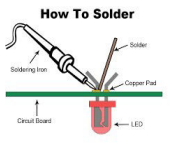 How To Solder
Solder
Soldering Iron
Copper Pad
Circuit Board
LED